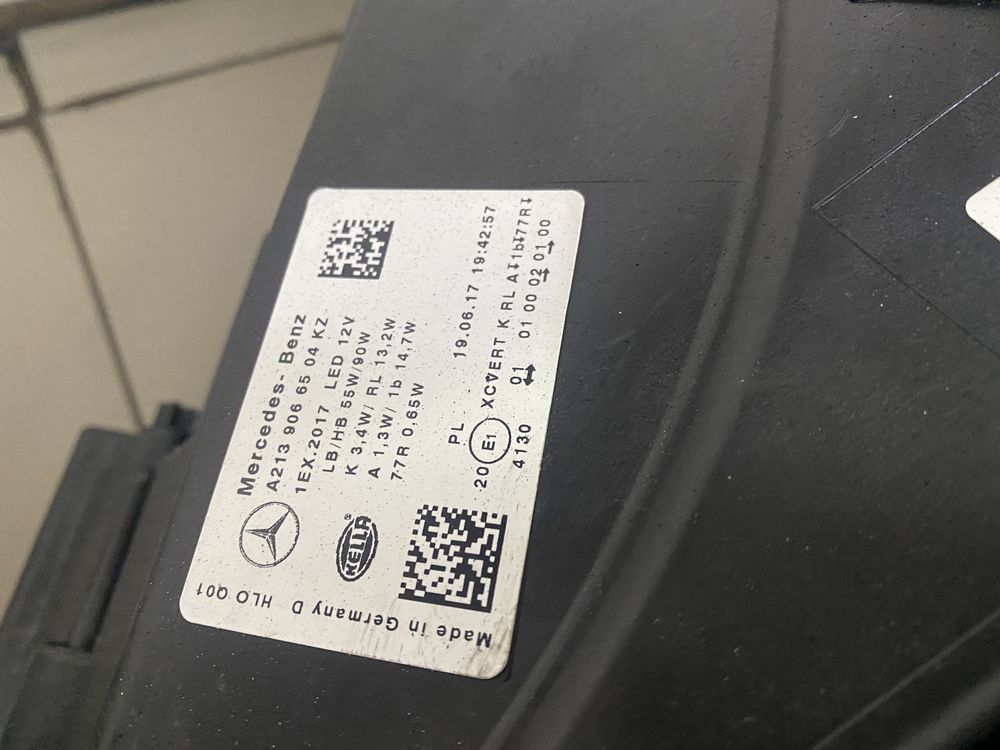 Mercedes-Benz
A213 906 65 04 KZ
1EX.2017 LED 12V
LB/HB 55W/90W
K 3,4W/ RL 13,2W
A 1,3W/ 1b 14,7W
77R 0,65W
HELLA®
PL 19.06.17 19:42:57
20 E1 XCVERT K RL A 1b 77R
4130 01 01 00 02 01 00
Made in Germany D HLO Q01